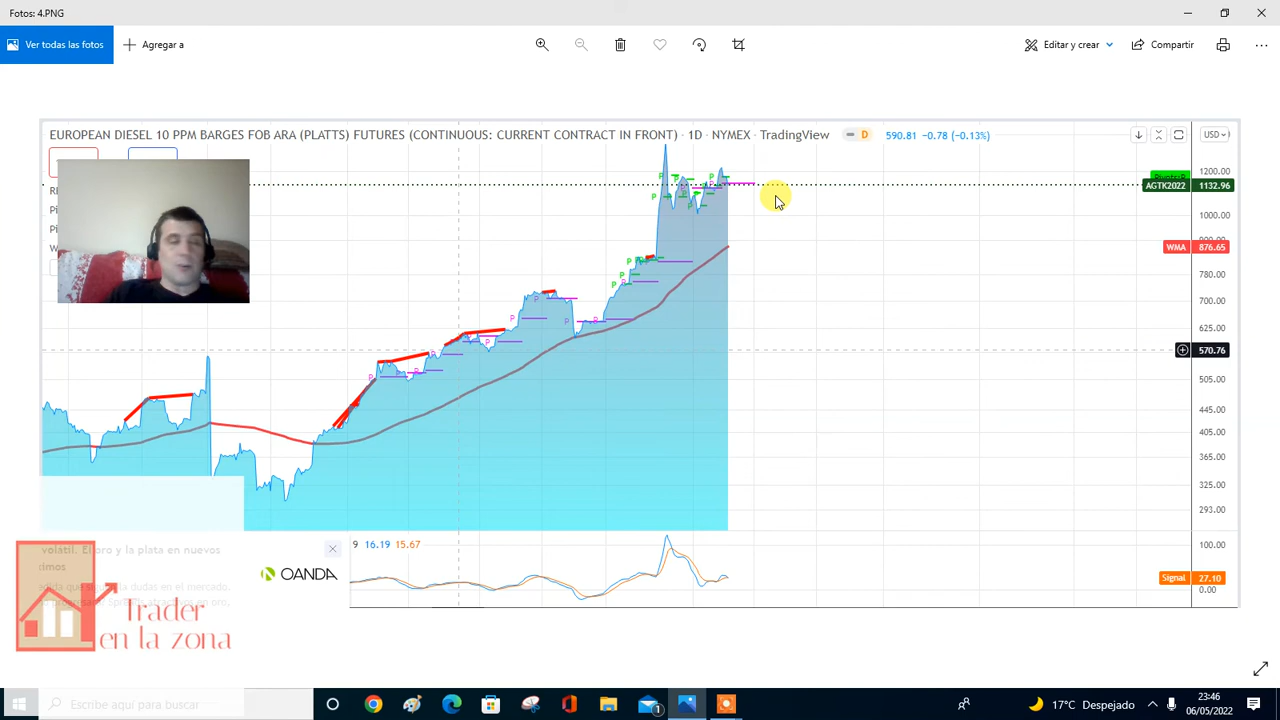 Fotos: 4.PNG
Ver todas las fotos
Agregar a
Editar y crear
Compartir
EUROPEAN DIESEL 10 PPM BARGES FOB ARA (PLATTS) FUTURES (CONTINUOUS: CURRENT CONTRACT IN FRONT) · 1D · NYMEX · TradingView
D
590.81 −0.78 (−0.13%)
USD
1200.00
AGTK2022 1132.96
1000.00
WMA 876.65
780.00
700.00
625.00
570.76
505.00
445.00
405.00
365.00
325.00
293.00
9 16.19 15.67
100.00
Signal 27.10
0.00
volátil. El oro y la plata en nuevos
OANDA
Trader
en la zona
Escribe aquí para buscar
1
17°C Despejado
23:46
06/05/2022